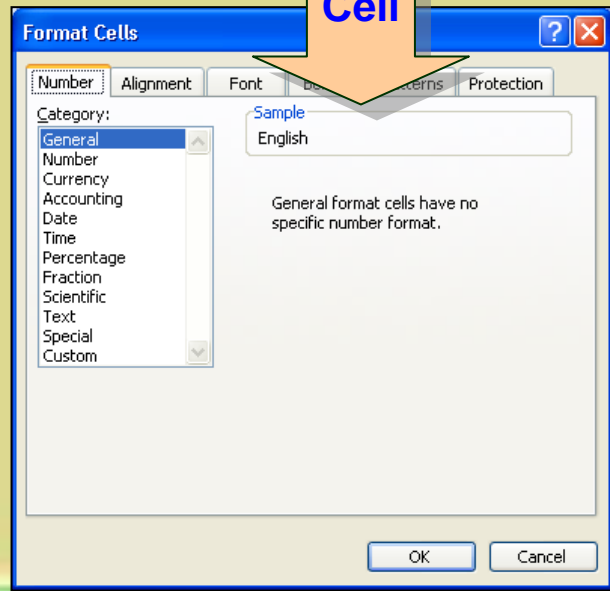 Cell
Format Cells
Number Alignment Font Patterns Protection
Category:
General
Number
Currency
Accounting
Date
Time
Percentage
Fraction
Scientific
Text
Special
Custom
Sample
English
General format cells have no
specific number format.
OK Cancel